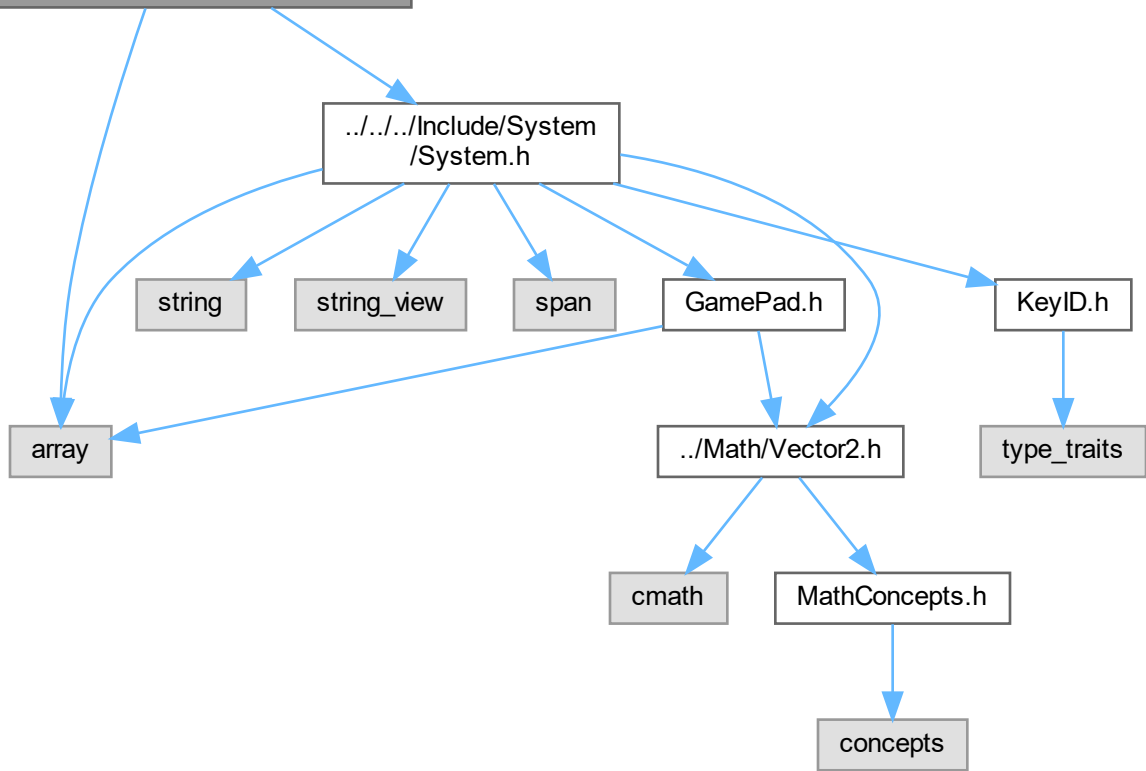 ../../../Include/System
/System.h
string
string_view
span
GamePad.h
KeyID.h
array
../Math/Vector2.h
type_traits
cmath
MathConcepts.h
concepts